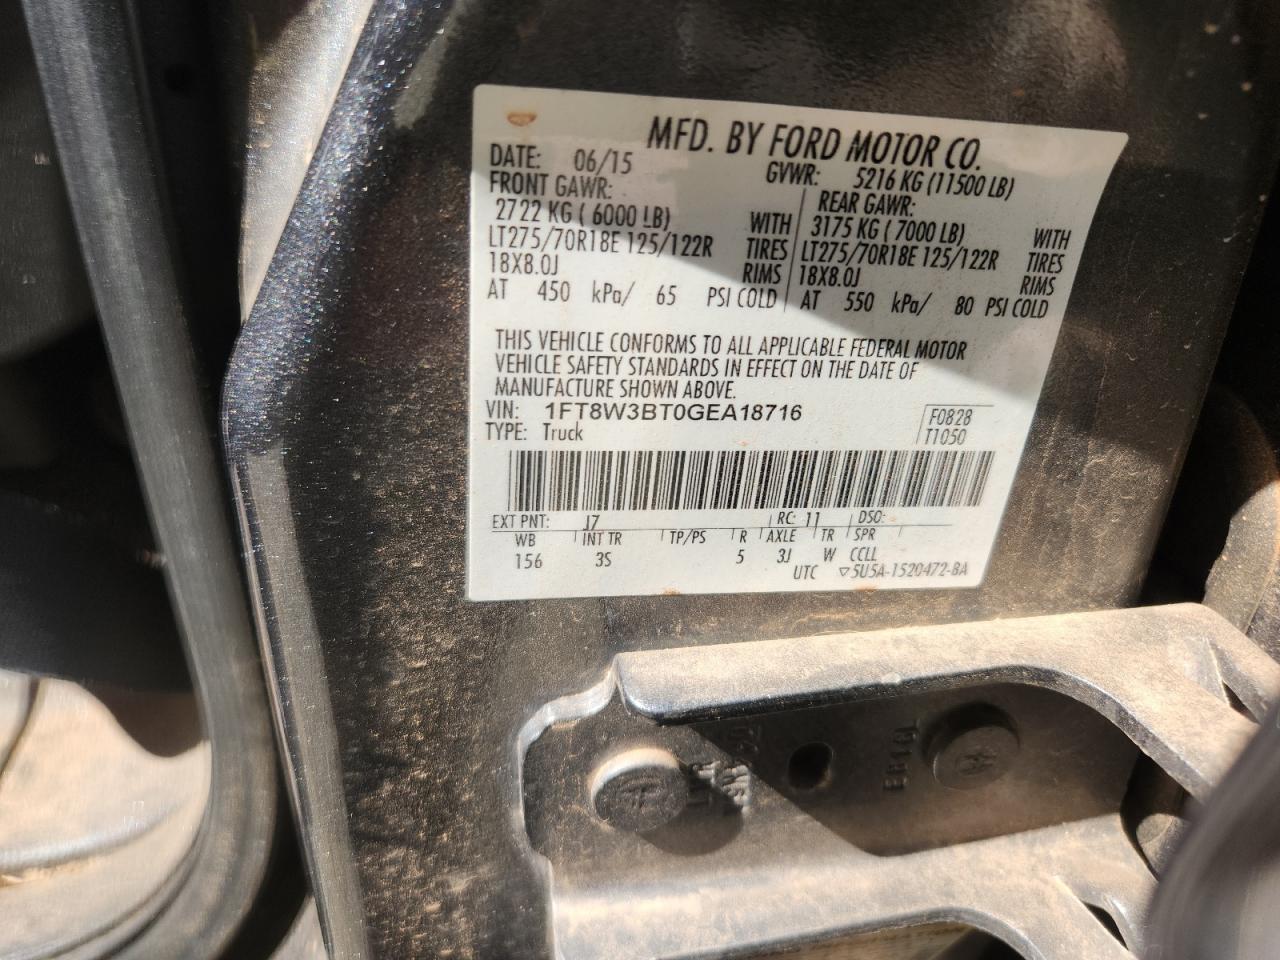 MFD. BY FORD MOTOR CO.
DATE: 06/15 GVWR: 5216 KG (11500 LB)
FRONT GAWR: REAR GAWR:
2722 KG ( 6000 LB) WITH 3175 KG ( 7000 LB) WITH
LT275/70R18E 125/122R TIRES LT275/70R18E 125/122R TIRES
18X8.0J RIMS 18X8.0J RIMS
AT 450 kPa/ 65 PSI COLD AT 550 kPa/ 80 PSI COLD
THIS VEHICLE CONFORMS TO ALL APPLICABLE FEDERAL MOTOR
VEHICLE SAFETY STANDARDS IN EFFECT ON THE DATE OF
MANUFACTURE SHOWN ABOVE.
VIN: 1FT8W3BT0GEA18716 F0828
TYPE: Truck T1050
EXT PNT: J7 RC: 11 DSO:
WB INT TR TP/PS R AXLE TR SPR
156 3S 5 3J W CCLL
UTC ▽5U5A-1520472-BA